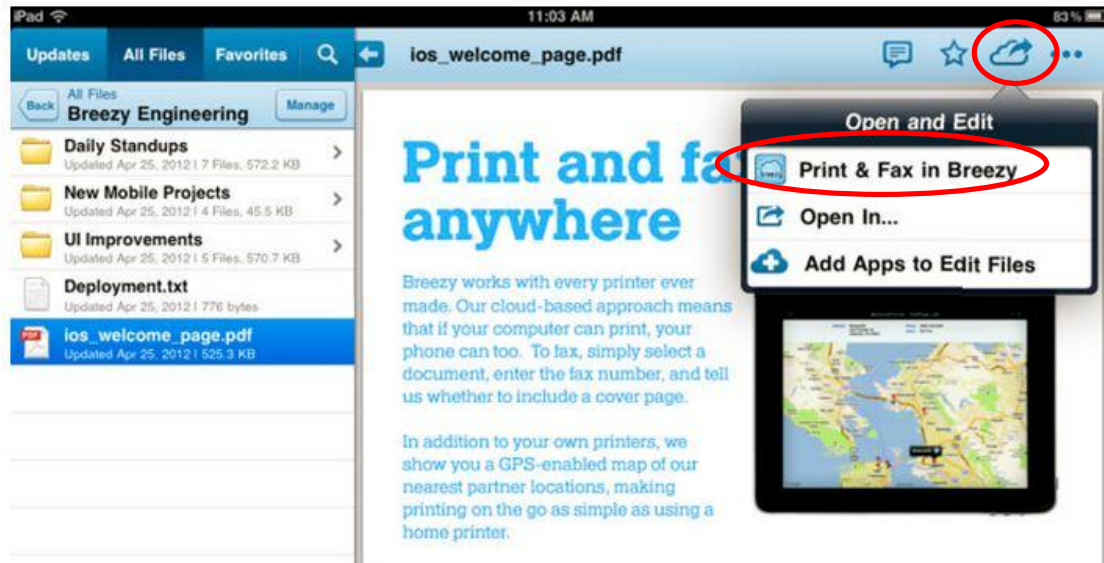 iPad 11:03 AM 83%
Updates All Files Favorites
ios_welcome_page.pdf
Back
All Files
Breezy Engineering
Manage
Daily Standups
Updated Apr 25, 2012 | 7 Files, 572.2 KB
New Mobile Projects
Updated Apr 25, 2012 | 4 Files, 45.5 KB
UI Improvements
Updated Apr 25, 2012 | 5 Files, 570.7 KB
Deployment.txt
Updated Apr 25, 2012 | 776 bytes
ios_welcome_page.pdf
Updated Apr 25, 2012 | 525.3 KB
Open and Edit
Print & Fax in Breezy
Open In...
Add Apps to Edit Files
Print and fa
anywhere
Breezy works with every printer ever
made. Our cloud-based approach means
that if your computer can print, your
phone can too. To fax, simply select a
document, enter the fax number, and tell
us whether to include a cover page.
In addition to your own printers, we
show you a GPS-enabled map of our
nearest partner locations, making
printing on the go as simple as using a
home printer.